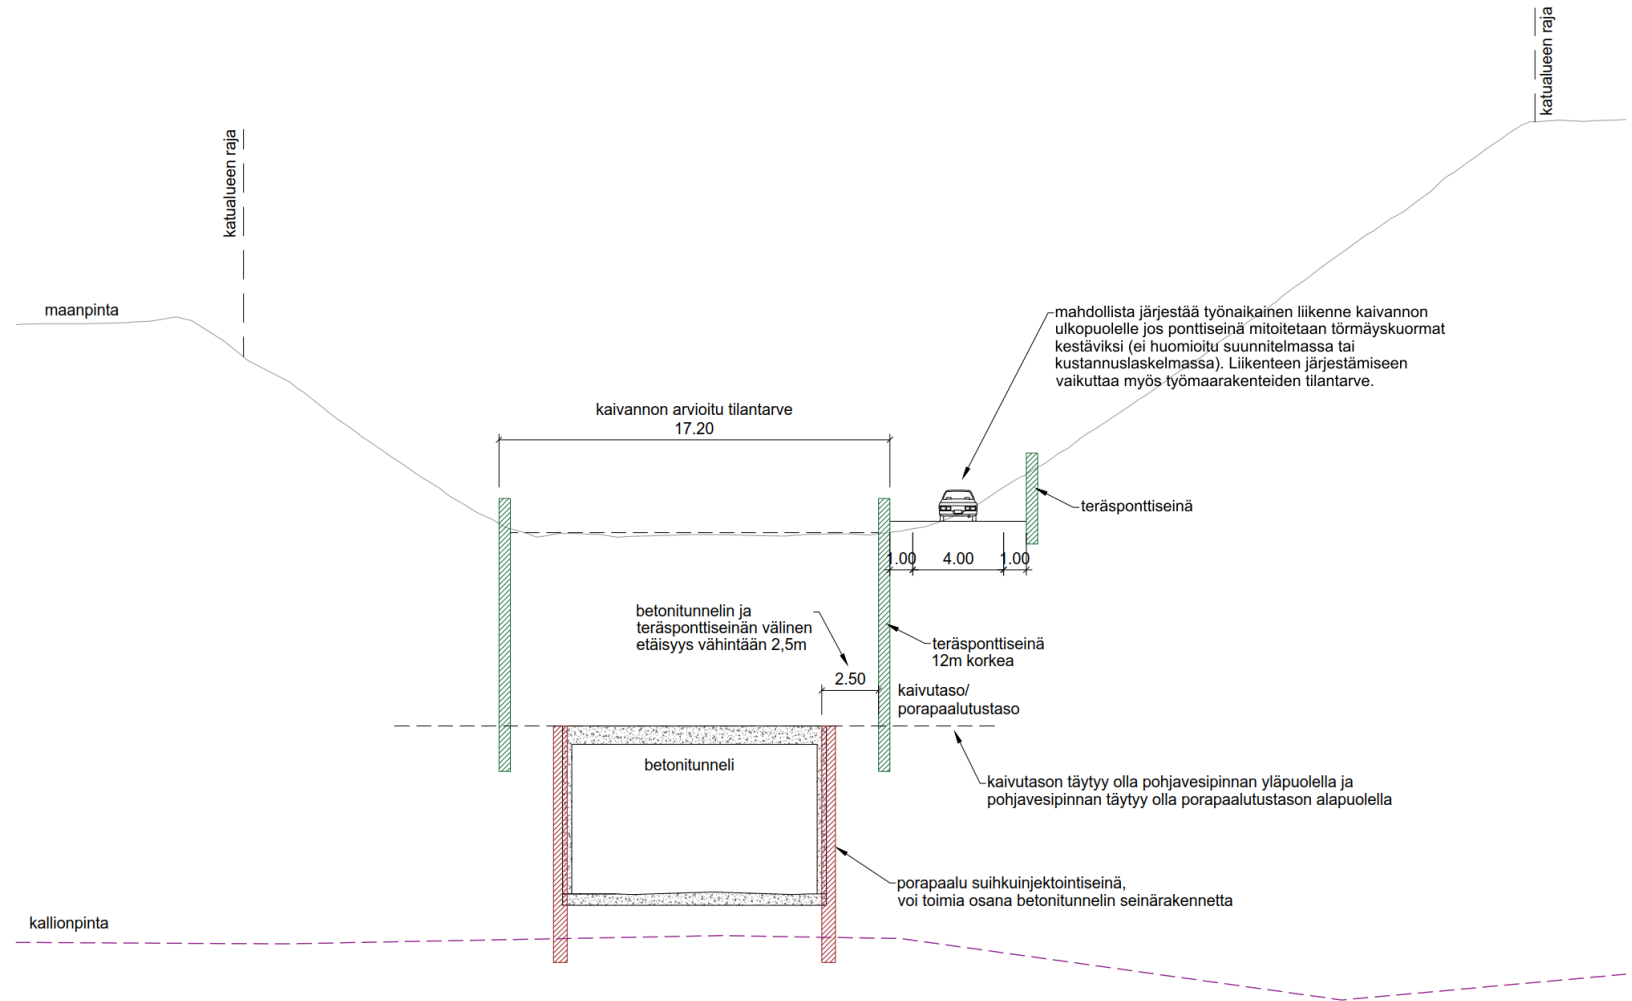 katualueen raja
katualueen raja
maanpinta
mahdollista järjestää työnaikainen liikenne kaivannon
ulkopuolelle jos ponttiseinä mitoitetaan törmäyskuormat
kestäviksi (ei huomioitu suunnitelmassa tai
kustannuslaskelmassa). Liikenteen järjestämiseen
vaikuttaa myös työmaarakenteiden tilantarve.
kaivannon arvioitu tilantarve
17.20
teräsponttiseinä
1.00 4.00 1.00
betonitunnelin ja
teräsponttiseinän välinen
etäisyys vähintään 2,5m
teräsponttiseinä
12m korkea
2.50
kaivutaso/
porapaalutustaso
betonitunneli
kaivutason täytyy olla pohjavesipinnan yläpuolella ja
pohjavesipinnan täytyy olla porapaalutustason alapuolella
porapaalu suihkuinjektointiseinä,
voi toimia osana betonitunnelin seinärakennetta
kallionpinta